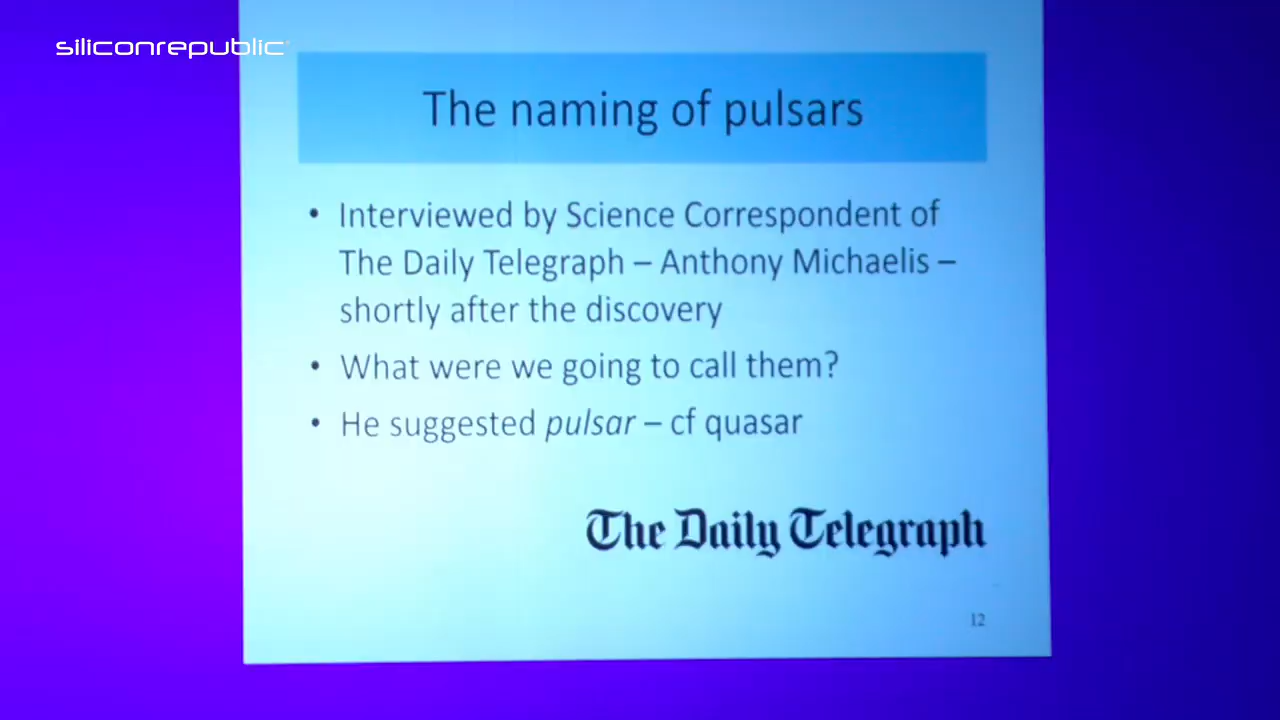 siliconrepublic
The naming of pulsars
• Interviewed by Science Correspondent of
The Daily Telegraph – Anthony Michaelis –
shortly after the discovery
• What were we going to call them?
• He suggested pulsar – cf quasar
The Daily Telegraph
12